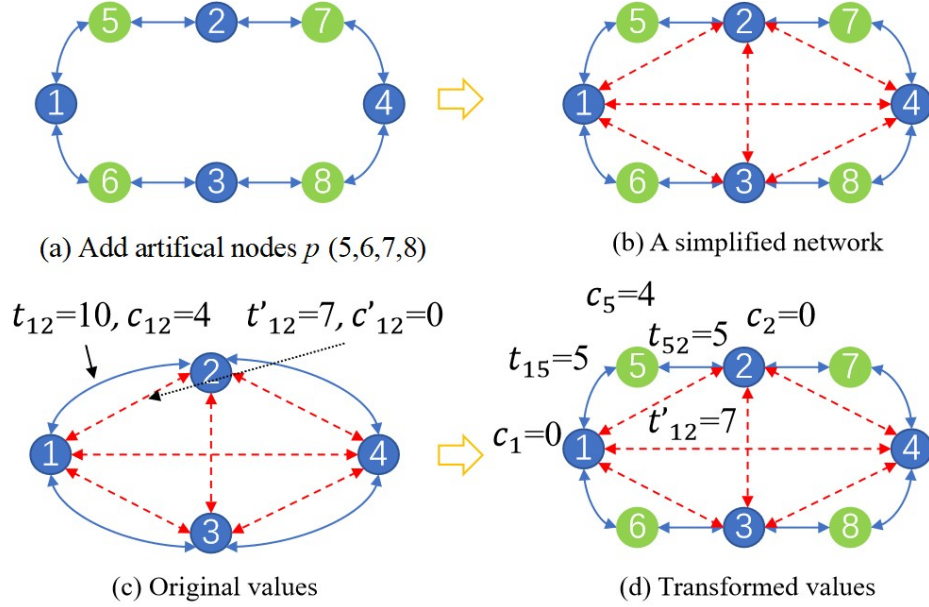 5 2 7
1 4
6 3 8
(a) Add artifical nodes p (5,6,7,8)
5 2 7
1 4
6 3 8
(b) A simplified network
t₁₂=10, c₁₂=4 t'₁₂=7, c'₁₂=0
2
1 4
3
(c) Original values
c₅=4
c₂=0
t₅₂=5
t₁₅=5
5 2 7
t'₁₂=7
c₁=0
1 4
6 3 8
(d) Transformed values